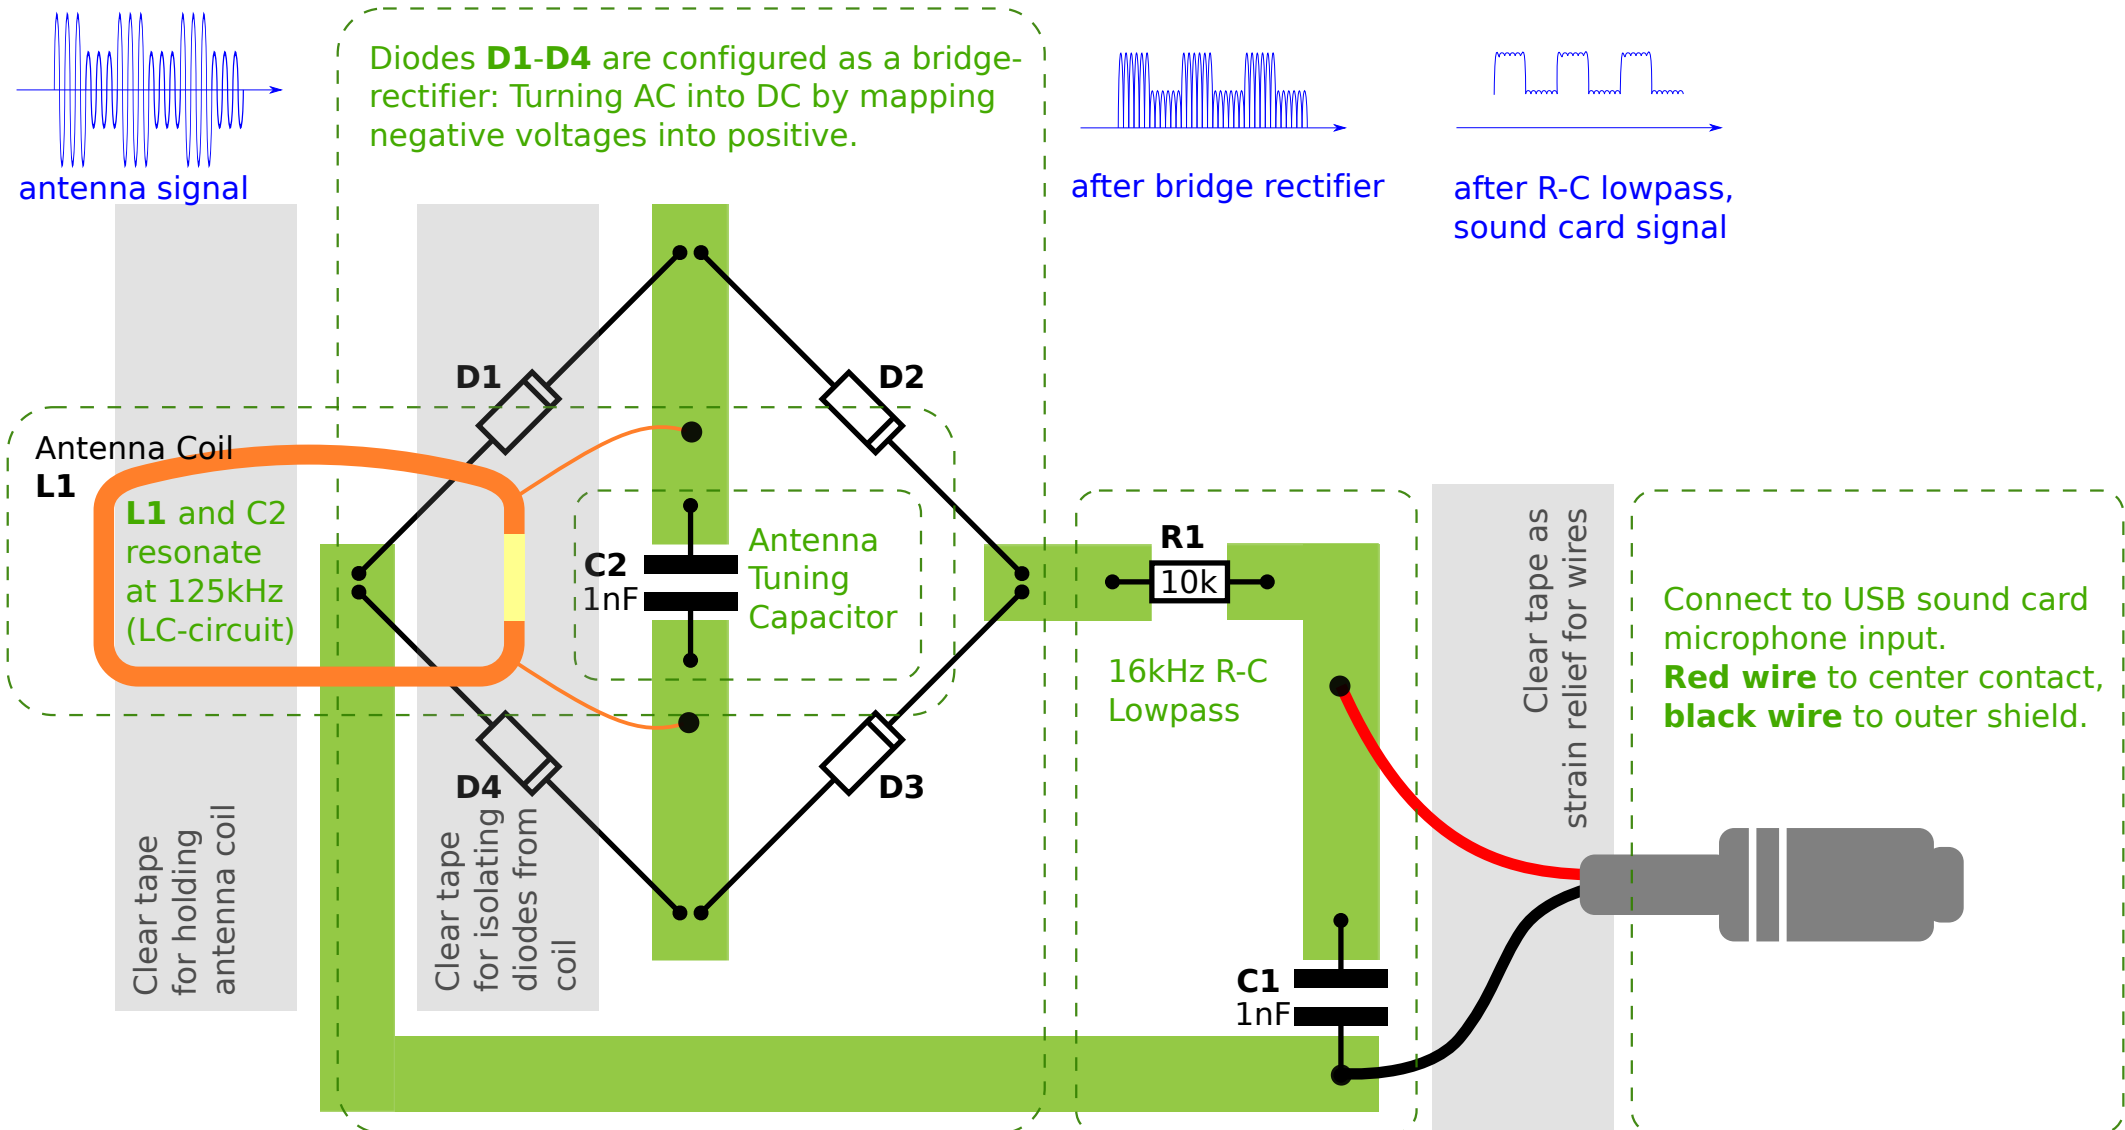 antenna signal
Diodes D1-D4 are configured as a bridge-
rectifier: Turning AC into DC by mapping
negative voltages into positive.
after bridge rectifier
after R-C lowpass,
sound card signal
D1
D2
Antenna Coil
L1
L1 and C2
resonate
at 125kHz
(LC-circuit)
C2
1nF
Antenna
Tuning
Capacitor
R1
10k
16kHz R-C
Lowpass
Clear tape as
strain relief for wires
Connect to USB sound card
microphone input.
Red wire to center contact,
black wire to outer shield.
D4
D3
Clear tape
for holding
antenna coil
Clear tape
for isolating
diodes from
coil
C1
1nF